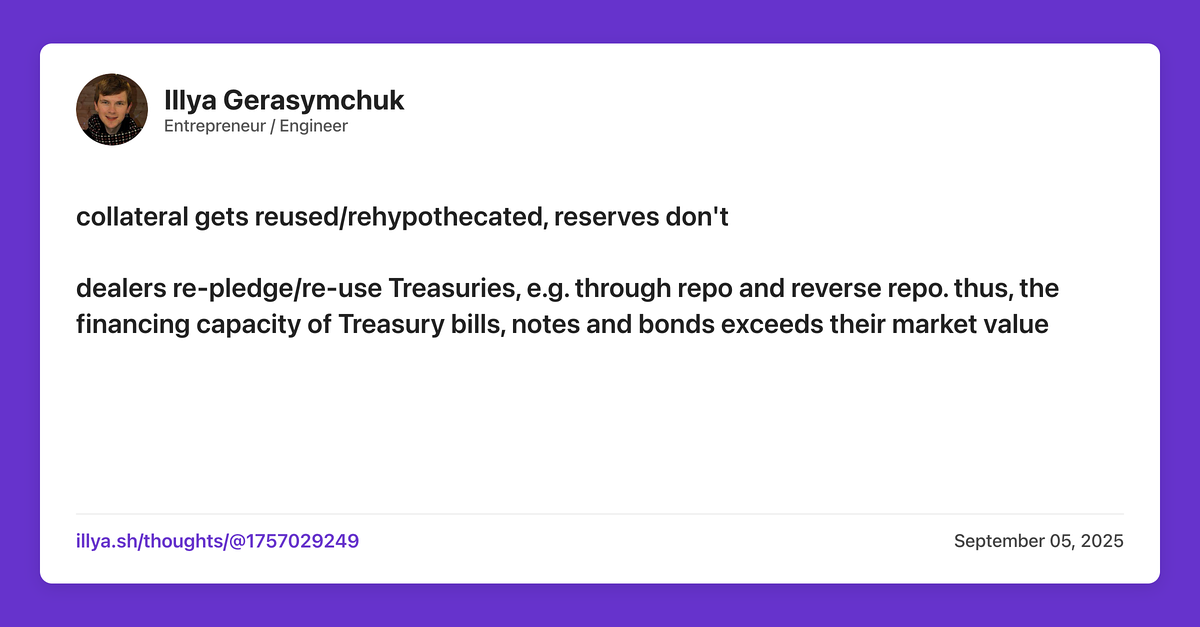 Illya Gerasymchuk
Entrepreneur / Engineer
collateral gets reused/rehypothecated, reserves don't
dealers re-pledge/re-use Treasuries, e.g. through repo and reverse repo. thus, the
financing capacity of Treasury bills, notes and bonds exceeds their market value
illya.sh/thoughts/@1757029249
September 05, 2025